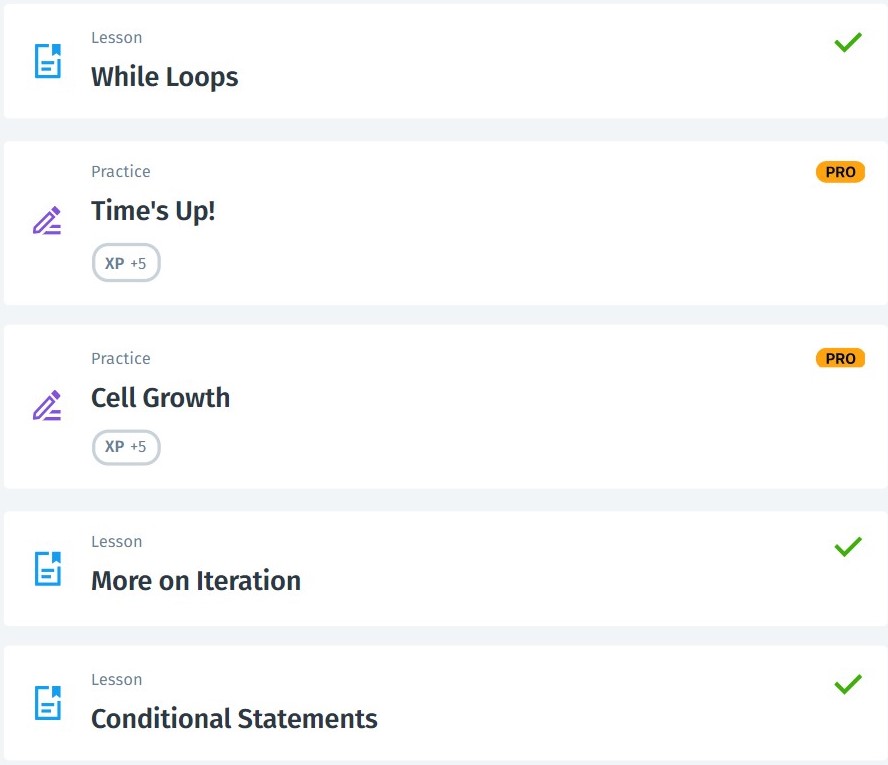 Lesson
While Loops
Practice
PRO
Time's Up!
XP +5
Practice
PRO
Cell Growth
XP +5
Lesson
More on Iteration
Lesson
Conditional Statements